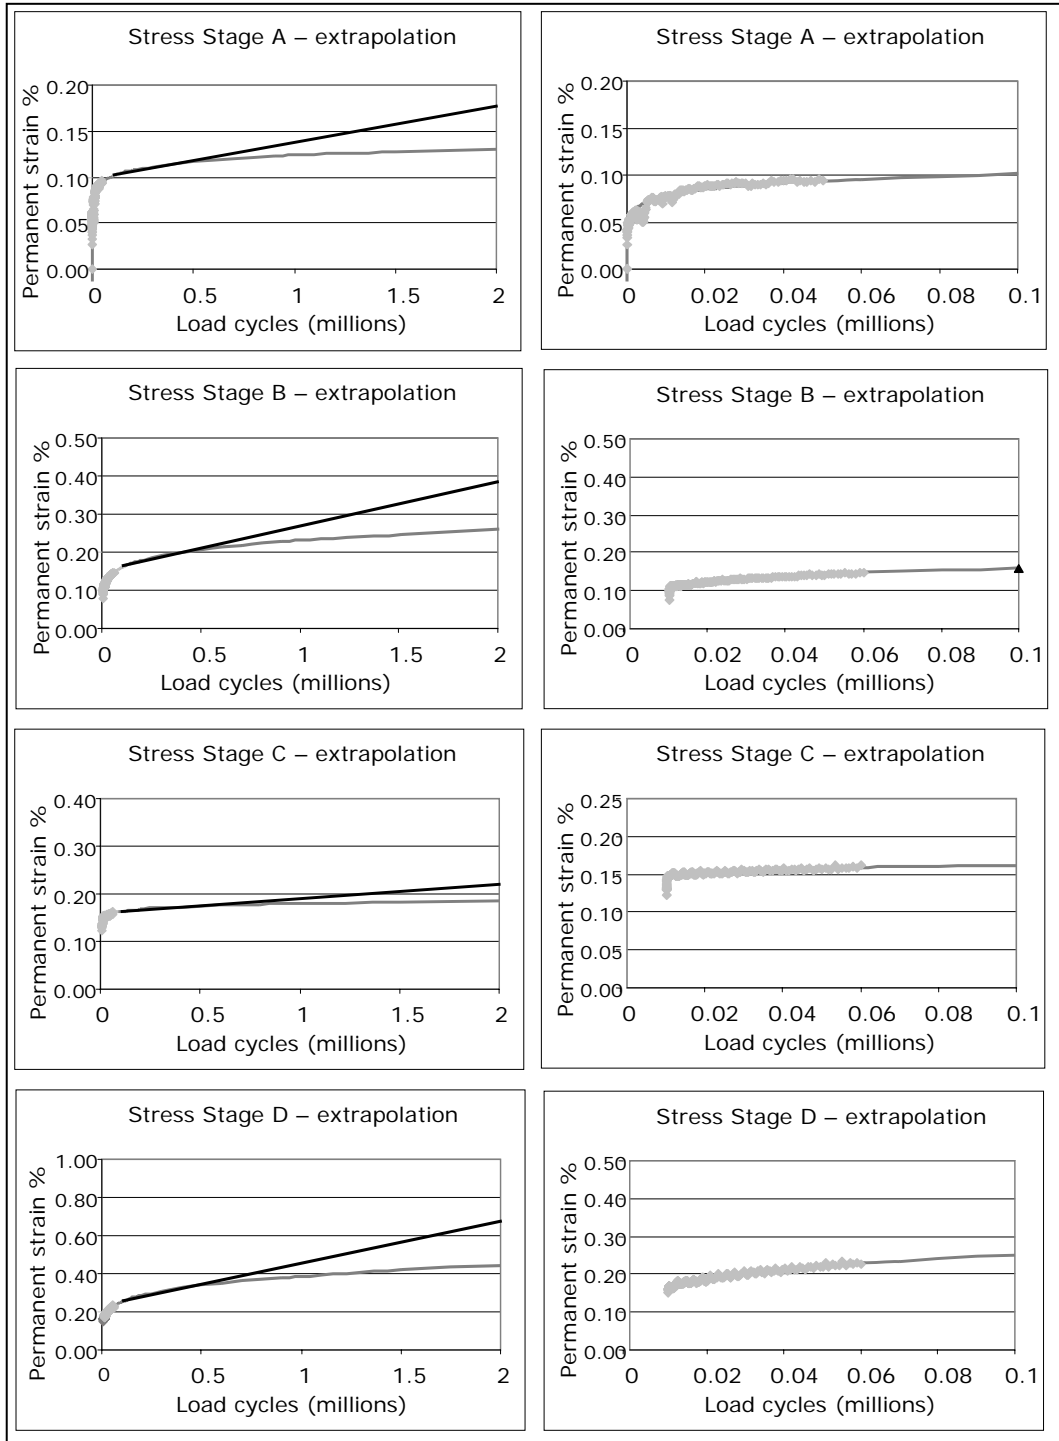 Stress Stage A – extrapolation
Permanent strain %
0.20
0.15
0.10
0.05
0.00
0 0.5 1 1.5 2
Load cycles (millions)
Stress Stage A – extrapolation
Permanent strain %
0.20
0.15
0.10
0.05
0.00
0 0.02 0.04 0.06 0.08 0.1
Load cycles (millions)
Stress Stage B – extrapolation
Permanent strain %
0.50
0.40
0.30
0.20
0.10
0.00
0 0.5 1 1.5 2
Load cycles (millions)
Stress Stage B – extrapolation
Permanent strain %
0.50
0.40
0.30
0.20
0.10
0.00
0 0.02 0.04 0.06 0.08 0.1
Load cycles (millions)
Stress Stage C – extrapolation
Permanent strain %
0.40
0.30
0.20
0.10
0.00
0 0.5 1 1.5 2
Load cycles (millions)
Stress Stage C – extrapolation
Permanent strain %
0.25
0.20
0.15
0.10
0.05
0.00
0 0.02 0.04 0.06 0.08 0.1
Load cycles (millions)
Stress Stage D – extrapolation
Permanent strain %
1.00
0.80
0.60
0.40
0.20
0.00
0 0.5 1 1.5 2
Load cycles (millions)
Stress Stage D – extrapolation
Permanent strain %
0.50
0.40
0.30
0.20
0.10
0.00
0 0.02 0.04 0.06 0.08 0.1
Load cycles (millions)